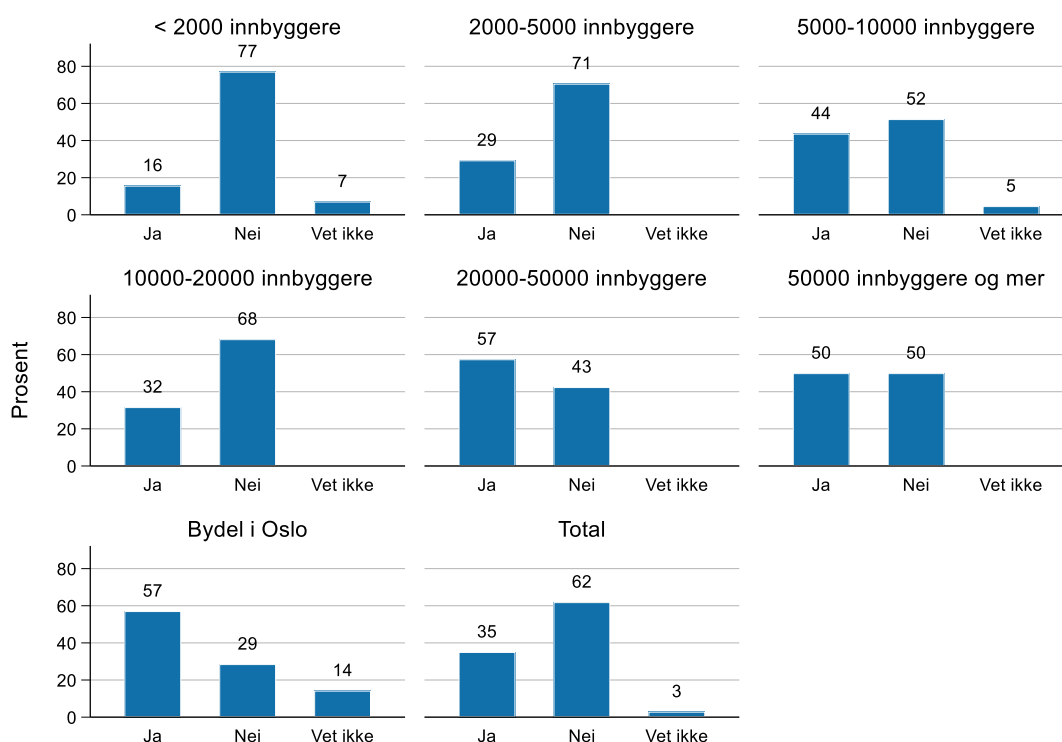 < 2000 innbyggere
2000-5000 innbyggere
5000-10000 innbyggere
80
60
40
20
0
16
77
7
29
71
44
52
5
Ja
Nei
Vet ikke
Ja
Nei
Vet ikke
Ja
Nei
Vet ikke
Prosent
10000-20000 innbyggere
20000-50000 innbyggere
50000 innbyggere og mer
80
60
40
20
0
32
68
57
43
50
50
Ja
Nei
Vet ikke
Ja
Nei
Vet ikke
Ja
Nei
Vet ikke
Bydel i Oslo
Total
80
60
40
20
0
57
29
14
35
62
3
Ja
Nei
Vet ikke
Ja
Nei
Vet ikke